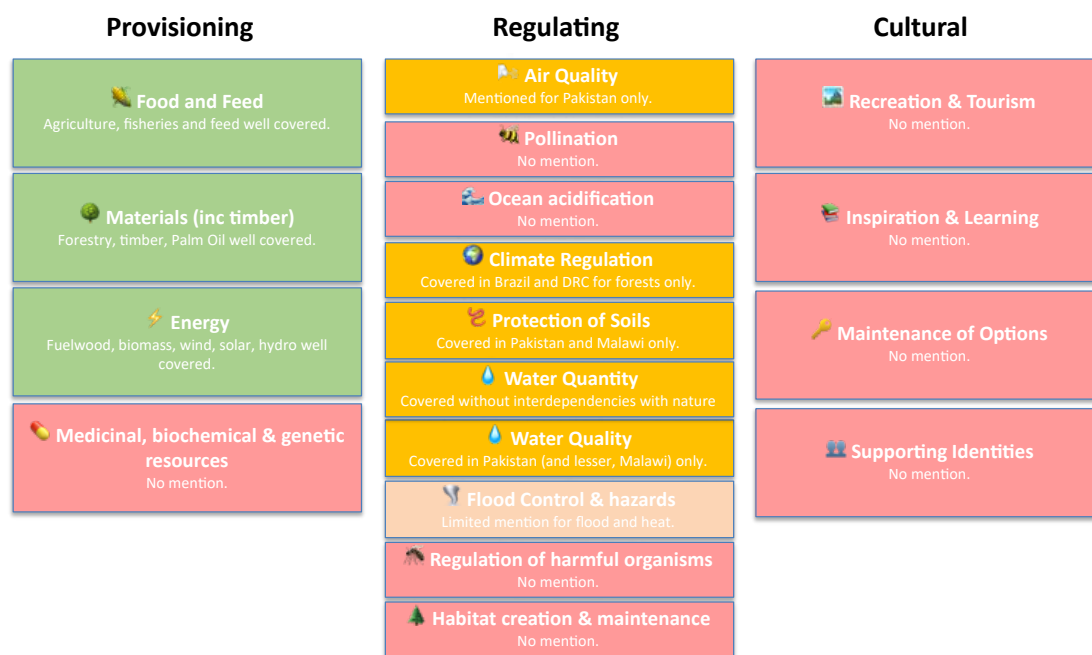 Provisioning
Food and Feed
Agriculture, fisheries and feed well covered.
Materials (inc timber)
Forestry, timber, Palm Oil well covered.
Energy
Fuelwood, biomass, wind, solar, hydro well
covered.
Medicinal, biochemical & genetic
resources
No mention.
Regulating
Air Quality
Mentioned for Pakistan only.
Pollination
No mention.
Ocean acidification
No mention.
Climate Regulation
Covered in Brazil and DRC for forests only.
Protection of Soils
Covered in Pakistan and Malawi only.
Water Quantity
Covered without interdependencies with nature
Water Quality
Covered in Pakistan (and lesser, Malawi) only.
Flood Control & hazards
Limited mention for flood and heat.
Regulation of harmful organisms
No mention.
Habitat creation & maintenance
No mention.
Cultural
Recreation & Tourism
No mention.
Inspiration & Learning
No mention.
Maintenance of Options
No mention.
Supporting Identities
No mention.